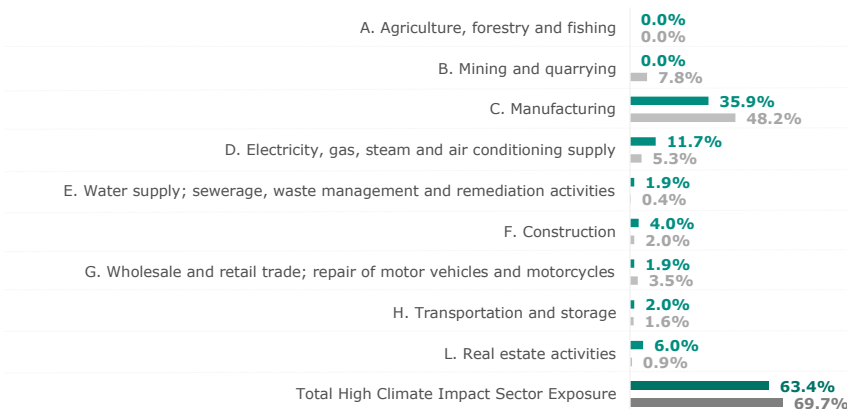 A. Agriculture, forestry and fishing
0.0%
0.0%
B. Mining and quarrying
0.0%
7.8%
C. Manufacturing
35.9%
48.2%
D. Electricity, gas, steam and air conditioning supply
11.7%
5.3%
E. Water supply; sewerage, waste management and remediation activities
1.9%
0.4%
F. Construction
4.0%
2.0%
G. Wholesale and retail trade; repair of motor vehicles and motorcycles
1.9%
3.5%
H. Transportation and storage
2.0%
1.6%
L. Real estate activities
6.0%
0.9%
Total High Climate Impact Sector Exposure
63.4%
69.7%